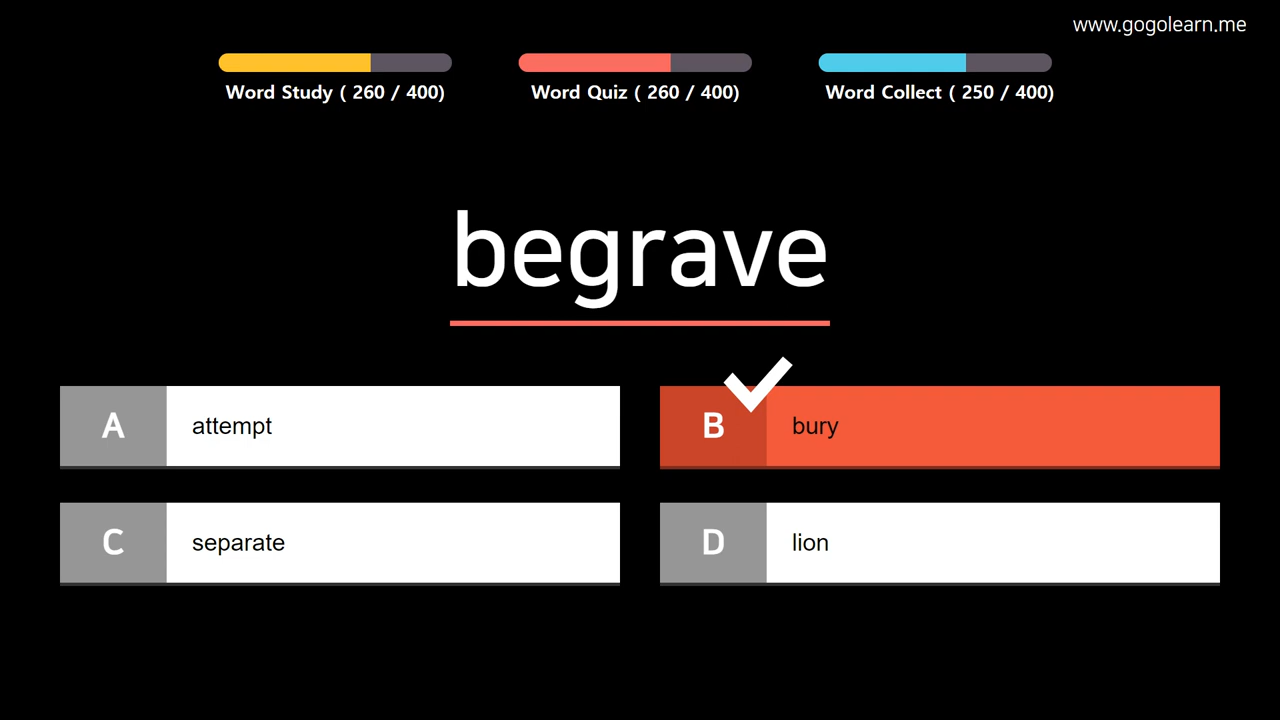 www.gogolearn.me
Word Study ( 260 / 400)
Word Quiz ( 260 / 400)
Word Collect ( 250 / 400)
begrave
A attempt
B bury
C separate
D lion